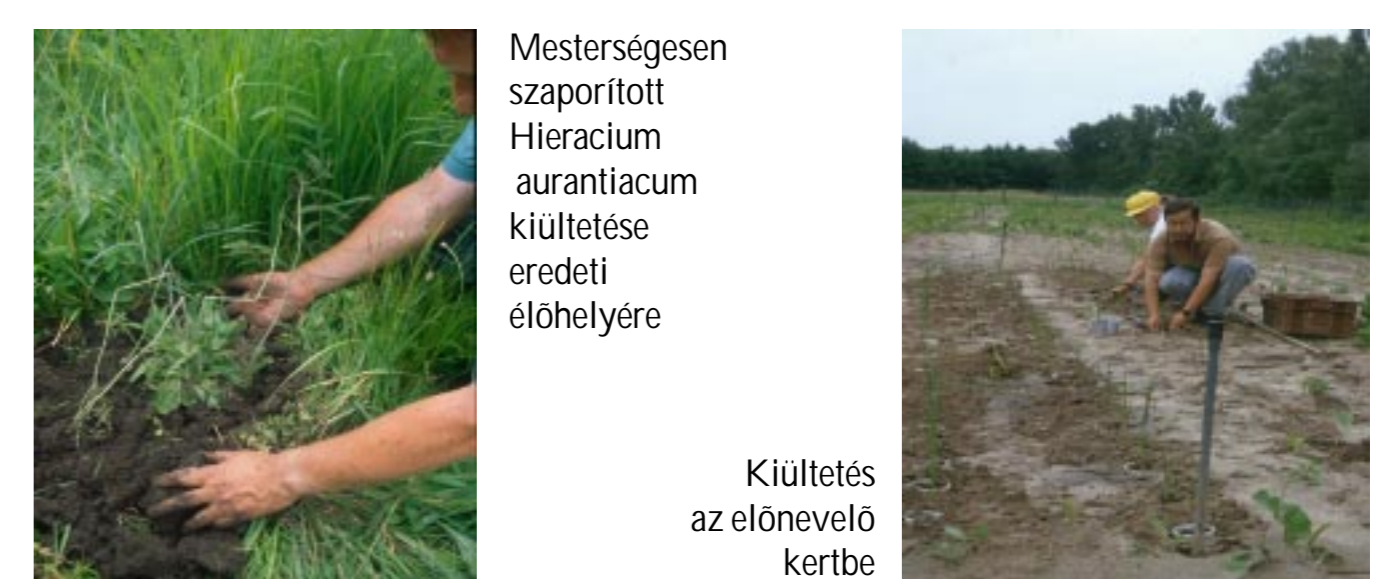 Mesterségesen
szaporított
Hieracium
aurantiacum
kiültetése
eredeti
élõhelyére
Kiültetés
az elõnevelõ
kertbe